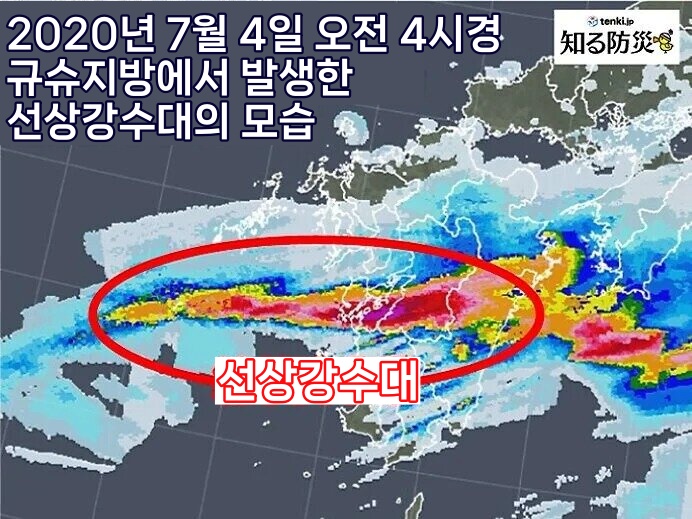 2020년 7월 4일 오전 4시경
규슈지방에서 발생한
선상강수대의 모습
tenki.jp
知る防災
선상강수대